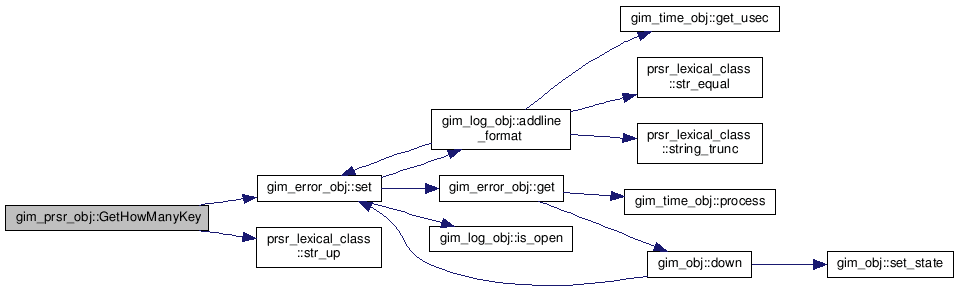 gim_time_obj::get_usec
prsr_lexical_class
::str_equal
gim_log_obj::addline
_format
prsr_lexical_class
::string_trunc
gim_error_obj::set
gim_error_obj::get
gim_time_obj::process
gim_prsr_obj::GetHowManyKey
prsr_lexical_class
::str_up
gim_log_obj::is_open
gim_obj::down
gim_obj::set_state